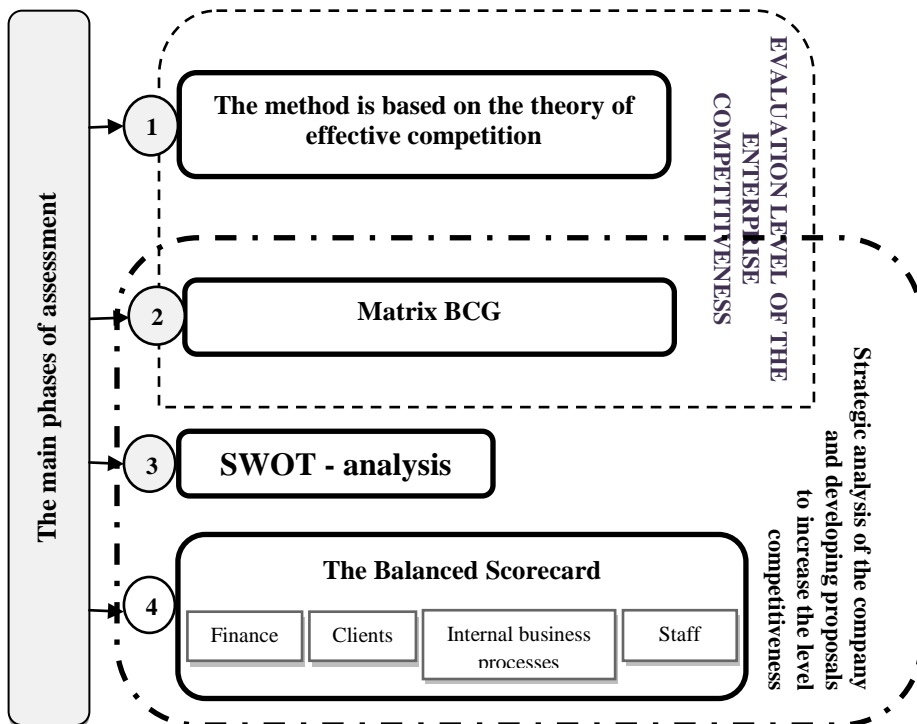 The main phases of assessment
1
The method is based on the theory of
effective competition
EVALUATION LEVEL OF THE
ENTERPRISE
COMPETITIVENESS
2
Matrix BCG
3
SWOT - analysis
Strategic analysis of the company
and developing proposals
to increase the level
competitiveness
4
The Balanced Scorecard
Finance
Clients
Internal business
processes
Staff